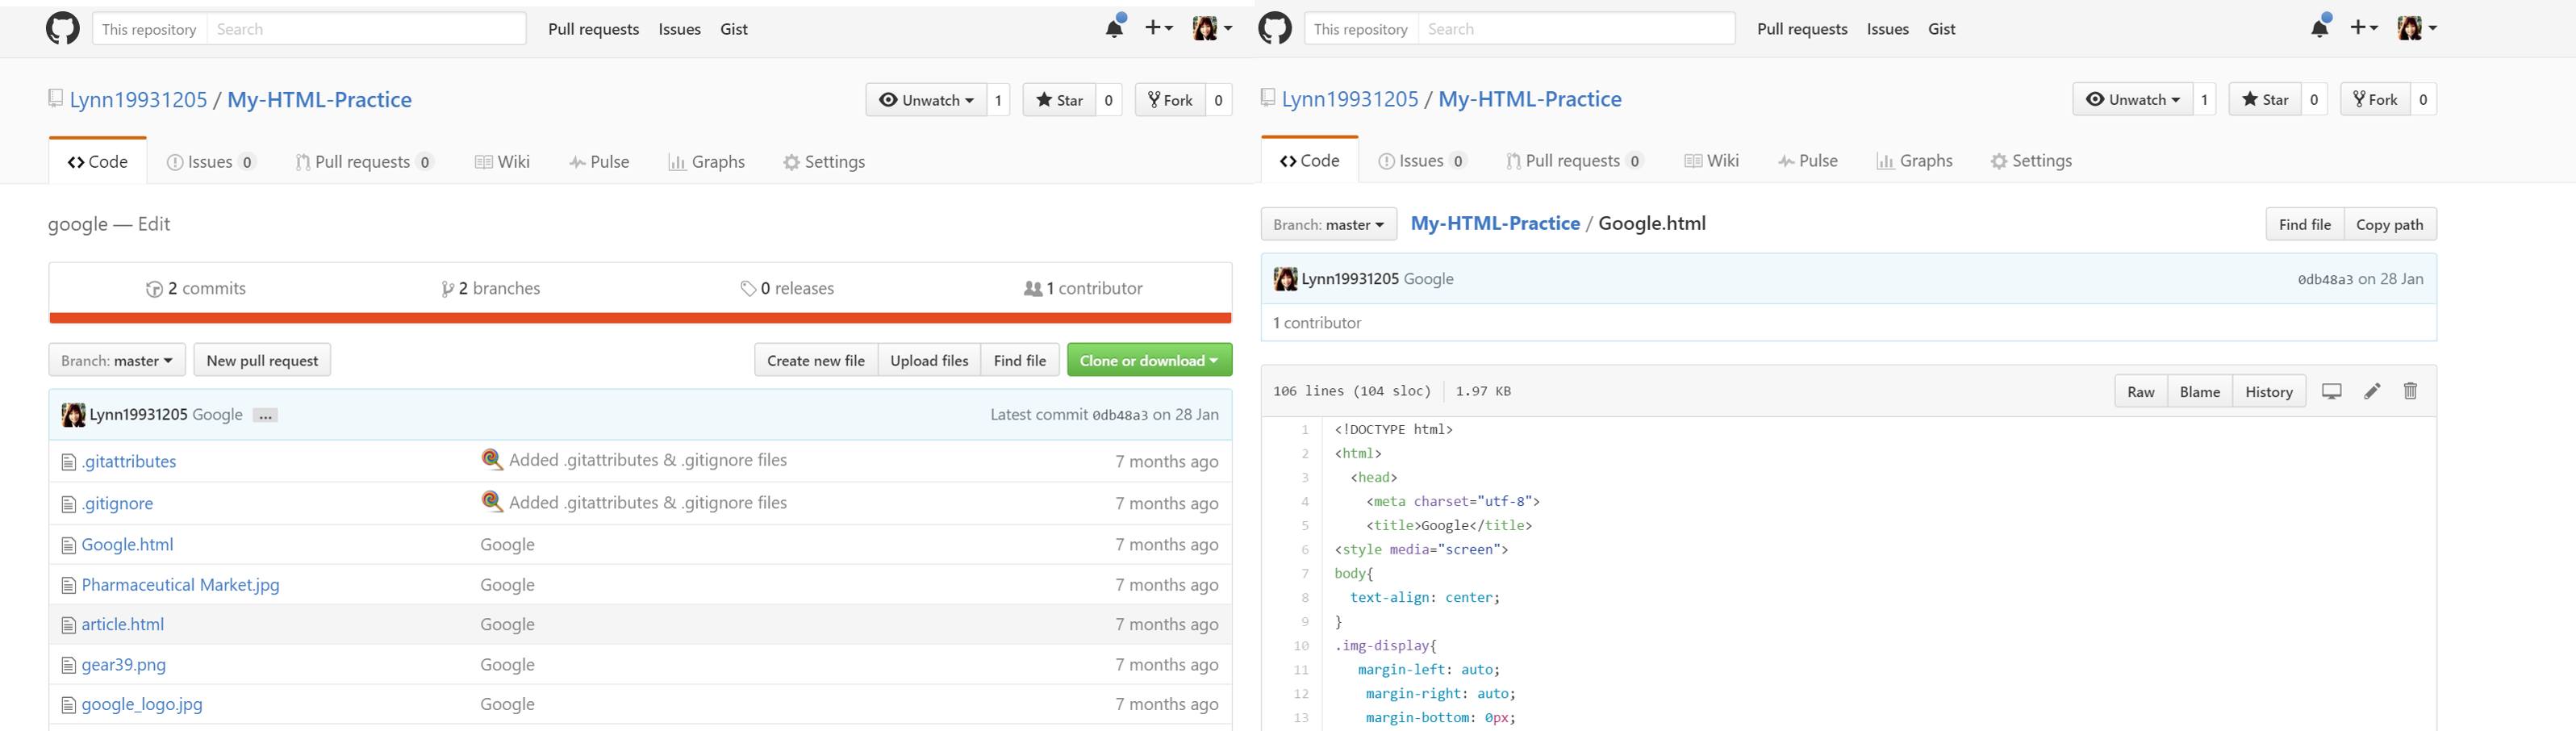 This repository Search Pull requests Issues Gist
Lynn19931205 / My-HTML-Practice Unwatch 1 Star 0 Fork 0
Code Issues 0 Pull requests 0 Wiki Pulse Graphs Settings
google — Edit
2 commits 2 branches 0 releases 1 contributor
Branch: master New pull request Create new file Upload files Find file Clone or download
Lynn19931205 Google … Latest commit 0db48a3 on 28 Jan
.gitattributes Added .gitattributes & .gitignore files 7 months ago
.gitignore Added .gitattributes & .gitignore files 7 months ago
Google.html Google 7 months ago
Pharmaceutical Market.jpg Google 7 months ago
article.html Google 7 months ago
gear39.png Google 7 months ago
google_logo.jpg Google 7 months ago
This repository Search Pull requests Issues Gist
Lynn19931205 / My-HTML-Practice Unwatch 1 Star 0 Fork 0
Code Issues 0 Pull requests 0 Wiki Pulse Graphs Settings
Branch: master My-HTML-Practice / Google.html Find file Copy path
Lynn19931205 Google 0db48a3 on 28 Jan
1 contributor
106 lines (104 sloc) 1.97 KB Raw Blame History
1 <!DOCTYPE html>
2 <html>
3 <head>
4 <meta charset="utf-8">
5 <title>Google</title>
6 <style media="screen">
7 body{
8 text-align: center;
9 }
10 .img-display{
11 margin-left: auto;
12 margin-right: auto;
13 margin-bottom: 0px;